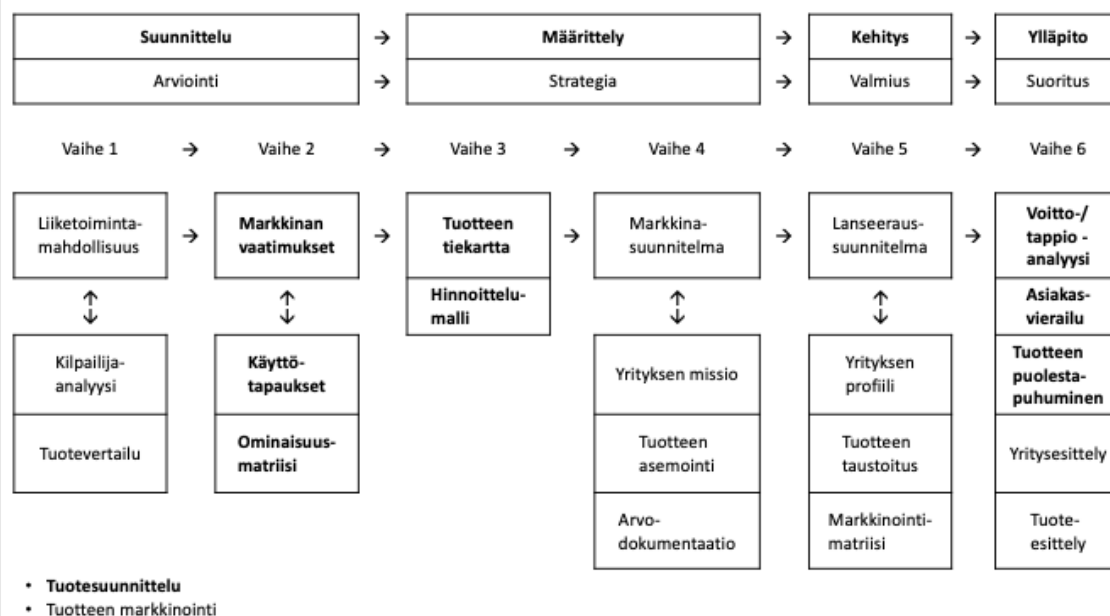 Suunnittelu → Määrittely → Kehitys → Ylläpito
Arviointi → Strategia → Valmius → Suoritus
Vaihe 1 → Vaihe 2 → Vaihe 3 → Vaihe 4 → Vaihe 5 → Vaihe 6
Liiketoiminta-
mahdollisuus
→
Markkinan
vaatimukset
→
Tuotteen
tiekartta
→
Markkina-
suunnitelma
→
Lanseeraus-
suunnitelma
→
Voitto-/
tappio -
analyysi
Hinnoittelu-
malli
Asiakas-
vierailu
Kilpailija-
analyysi
Käyttö-
tapaukset
Yrityksen missio
Yrityksen
profiili
Tuotteen
puolesta-
puhuminen
Tuotevertailu
Ominaisuus-
matriisi
Tuotteen
asemointi
Tuotteen
taustoitus
Yritysesittely
Arvo-
dokumentaatio
Markkinointi-
matriisi
Tuote-
esittely
• Tuotesuunnittelu
• Tuotteen markkinointi